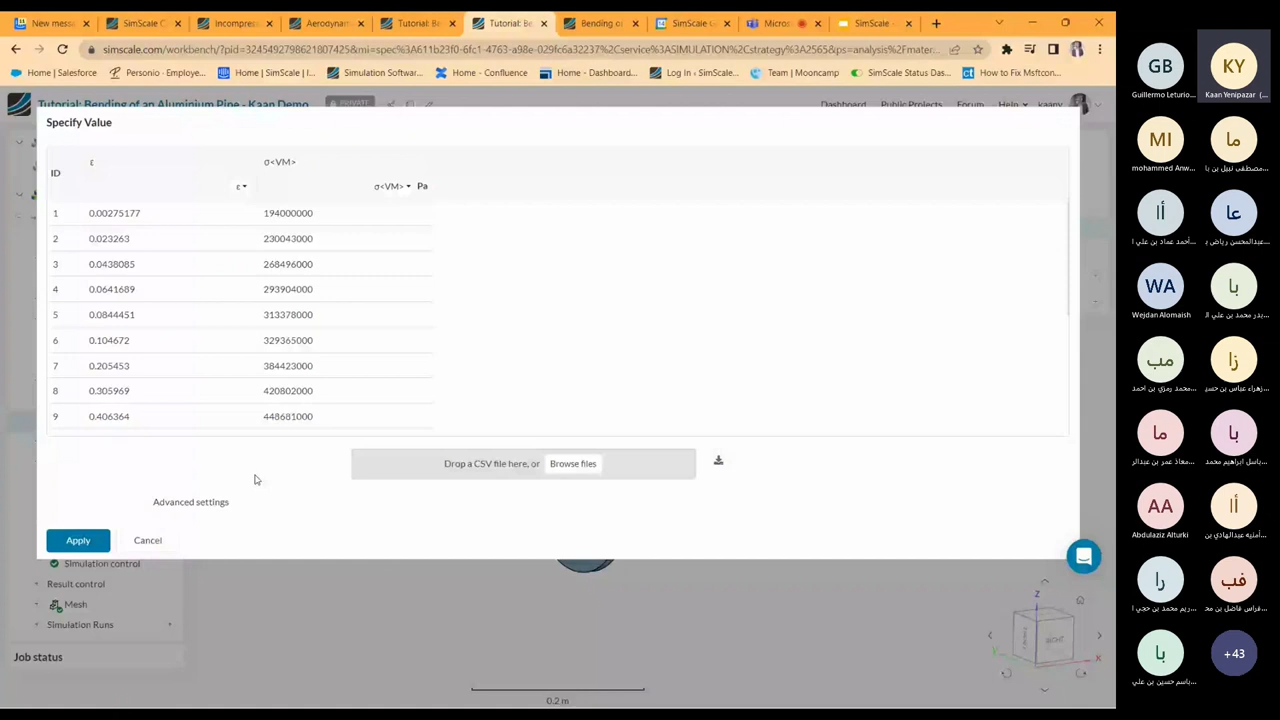 New messa
SimScale C
Incompress
Aerodynam
Tutorial: Be
Tutorial: Be
Bending of
SimScale G
Micros
SimScale
simscale.com/workbench/?pid=3245492798621807425&mi=spec%3A611b23f0-6fc1-4763-a98e-029fc6a32237%2Cservice%3ASIMULATION%2Cstrategy%3A2565&ps=analysis%2Fmater...
Home | Salesforce
Personio - Employe...
Home | SimScale | I...
Simulation Softwar...
Home - Confluence
Home - Dashboard...
Log In ‹ SimScale...
Team | Mooncamp
SimScale Status Das...
How to Fix Msftcon...
Tutorial: Bending of an Aluminium Pipe - Kaan Demo
PRIVATE
Dashboard
Public Projects
Forum
Help
kaany
Specify Value
ID
ε
σ<VM>
ε
σ<VM>
Pa
1 0.00275177 194000000
2 0.023263 230043000
3 0.0438085 268496000
4 0.0641689 293904000
5 0.0844451 313378000
6 0.104672 329365000
7 0.205453 384423000
8 0.305969 420802000
9 0.406364 448681000
Drop a CSV file here, or Browse files
Advanced settings
Apply
Cancel
Simulation control
Result control
Mesh
Simulation Runs
Job status
0.2 m
Z
Y
X
GB
Guillermo Leturio...
KY
Kaan Yenipazar (...
MI
mohammed Anw...
ما
مصطفى نبيل بن با...
أا
أحمد عماد بن علي ا...
عا
عبدالمحسن رياض ب...
WA
Wejdan Alomaish
با
بدر محمد بن علي ال...
مب
محمد رمزي بن احمد...
زا
زهراء عباس بن حسي...
ما
معاذ عمر بن عبدالر...
با
باسل ابراهيم محمد...
AA
Abdulaziz Alturki
أا
أمنيه عبدالهادي بن...
را
ريم محمد بن حجي ا...
فب
فراس فاضل بن مح...
با
باسم حسين بن علي...
+43